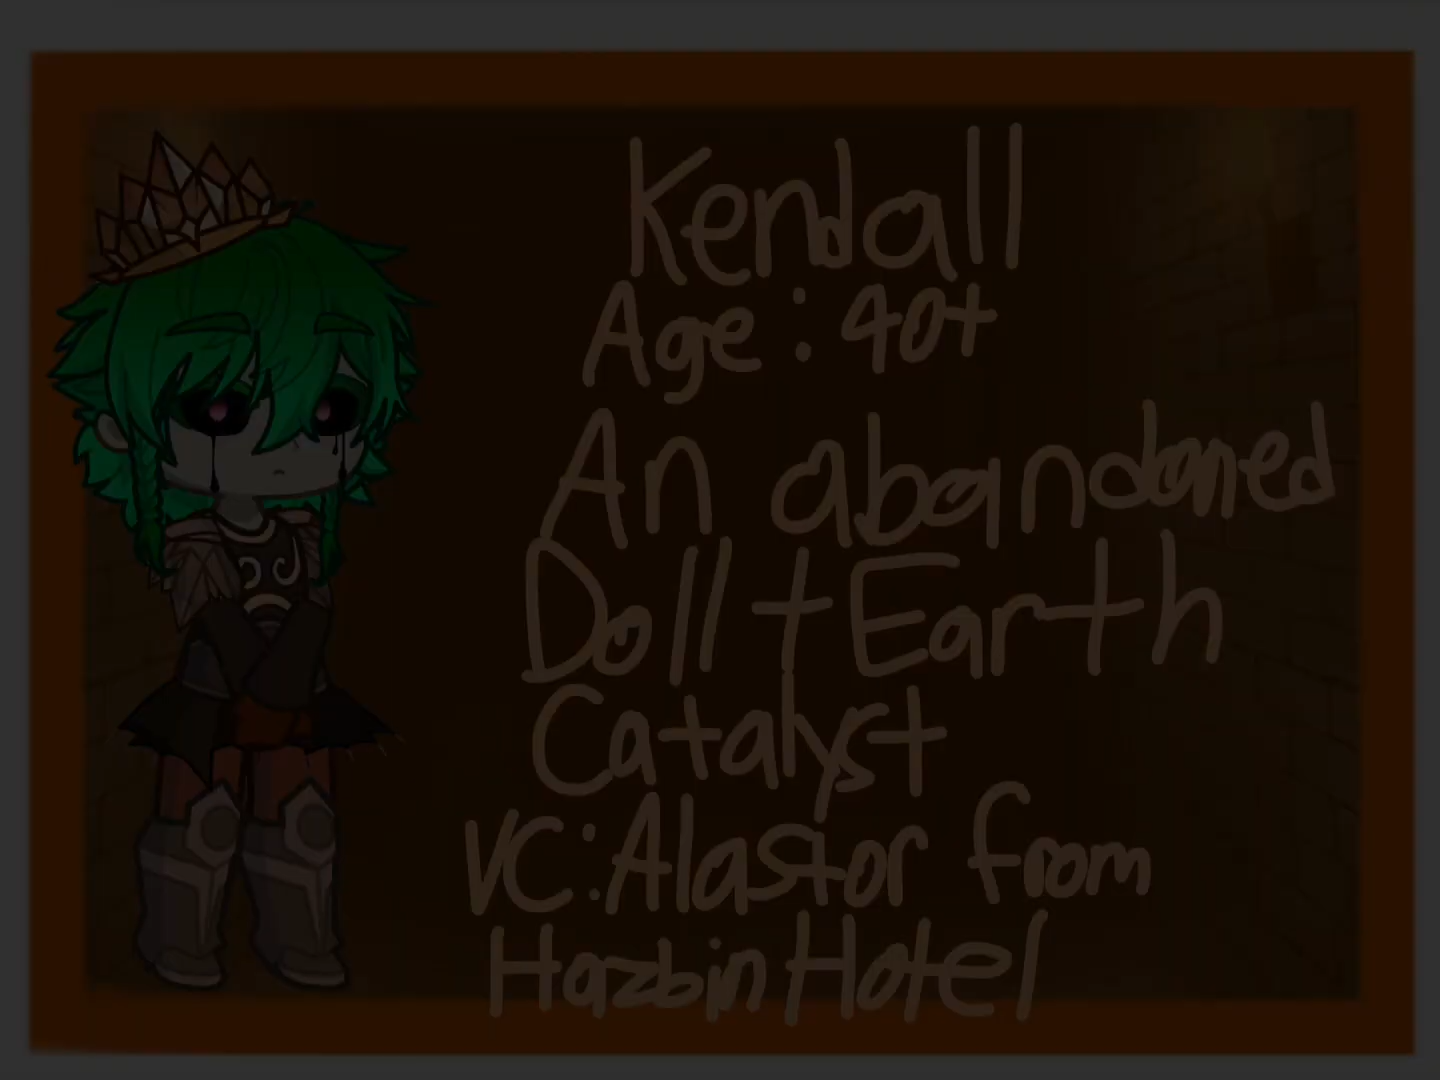 Kendall
Age: 40+
An abandoned
Doll + Earth
Catalyst
VC: Alastor from
Hazbin Hotel